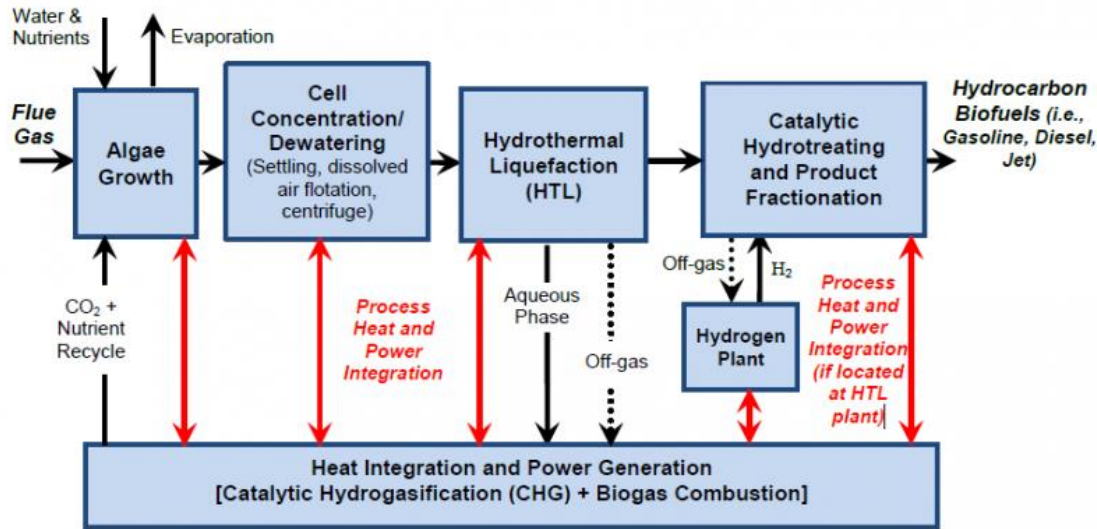 Water &
Nutrients
Evaporation
Flue
Gas
Algae
Growth
Cell
Concentration/
Dewatering
(Settling, dissolved
air flotation,
centrifuge)
Hydrothermal
Liquefaction
(HTL)
Catalytic
Hydrotreating
and Product
Fractionation
Hydrocarbon
Biofuels (i.e.,
Gasoline, Diesel,
Jet)
CO₂ +
Nutrient
Recycle
Process
Heat and
Power
Integration
Aqueous
Phase
Off-gas
Off-gas
H₂
Hydrogen
Plant
Process
Heat and
Power
Integration
(if located
at HTL
plant)
Heat Integration and Power Generation
[Catalytic Hydrogasification (CHG) + Biogas Combustion]